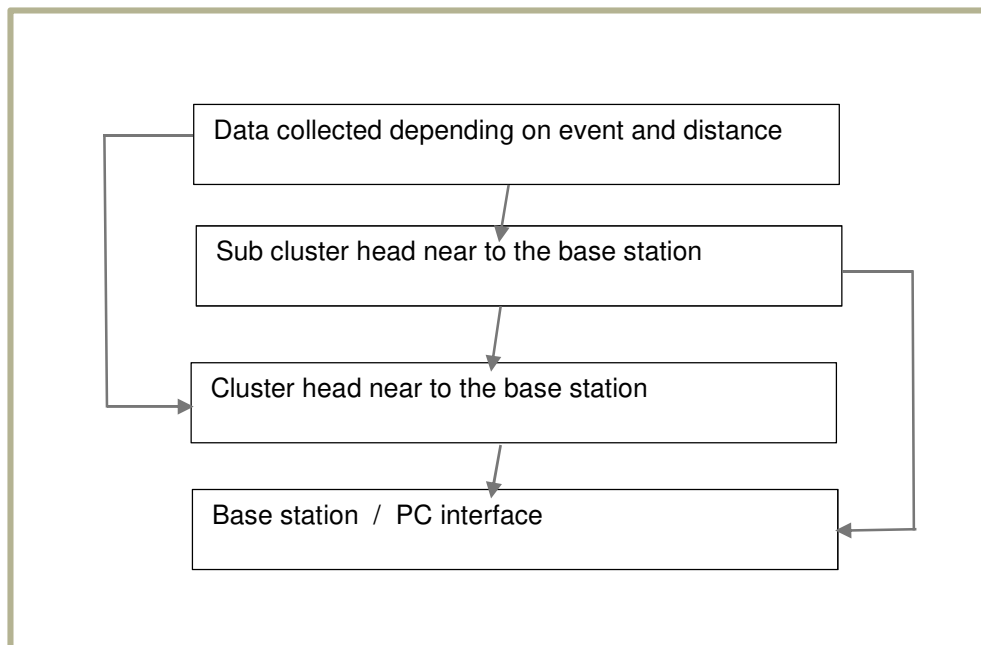 Data collected depending on event and distance
Sub cluster head near to the base station
Cluster head near to the base station
Base station / PC interface